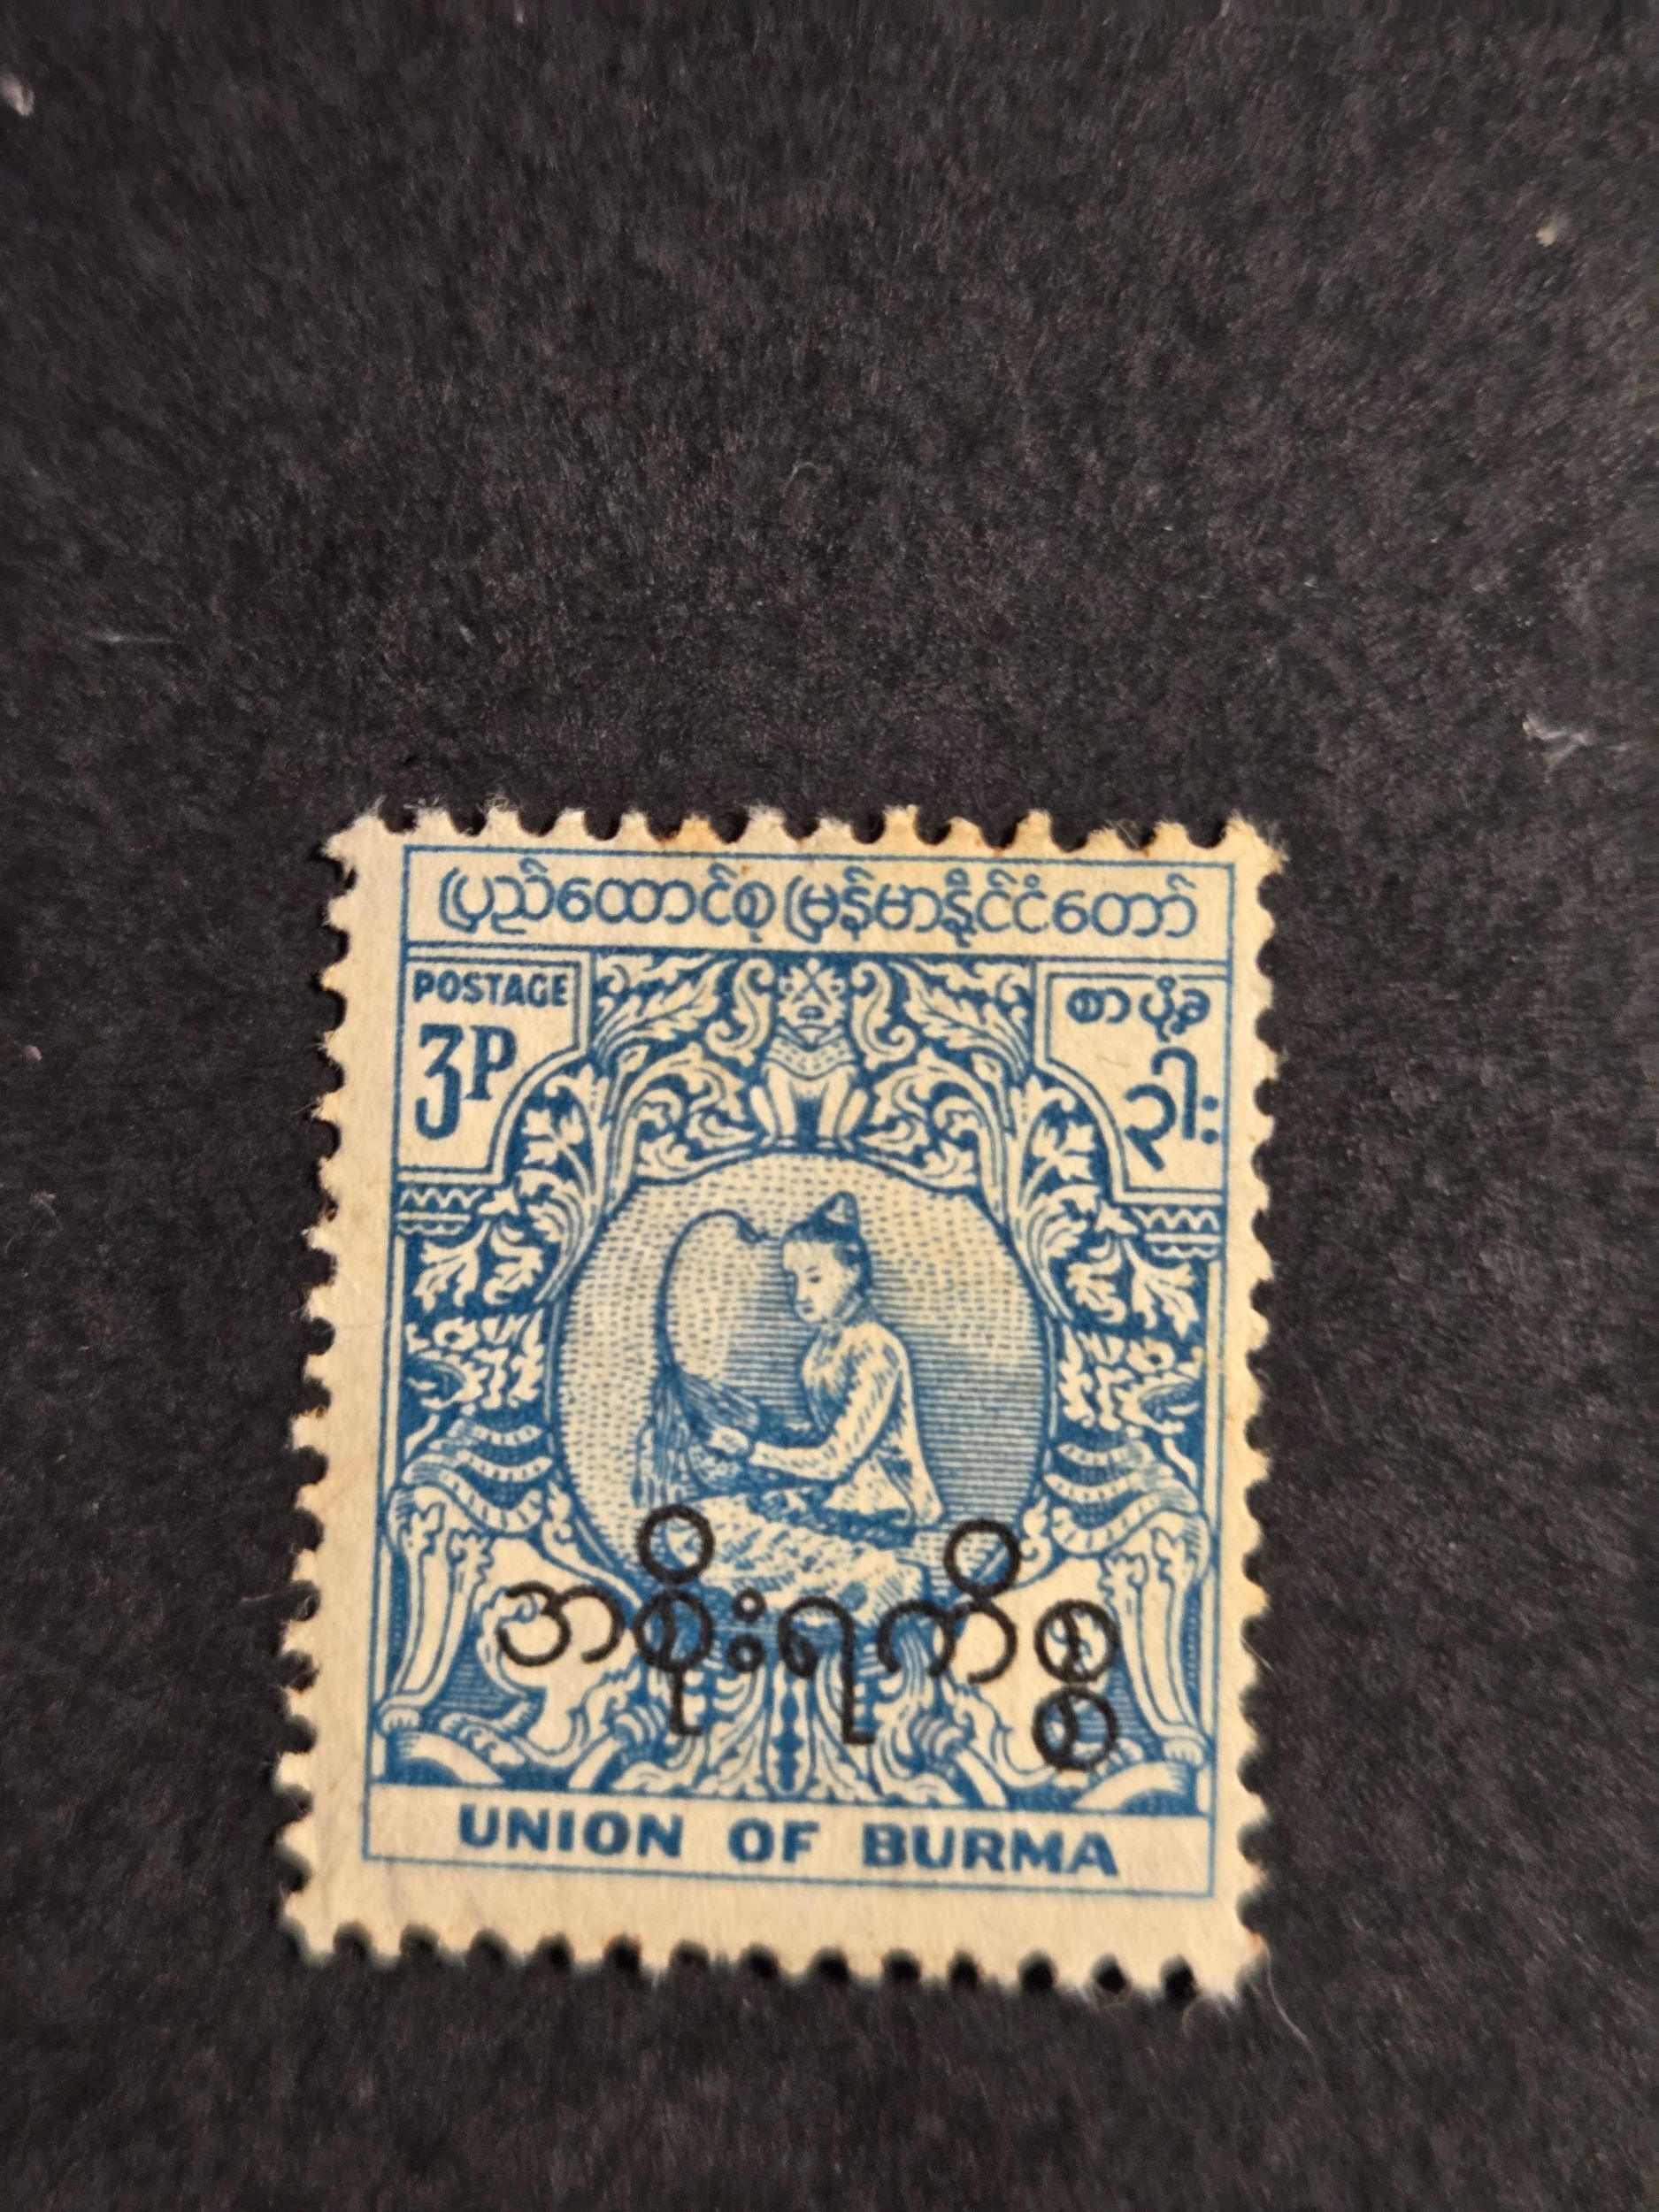 ပြည်ထောင်စုမြန်မာနိုင်ငံတော်
POSTAGE
3P
စာပို့ခ
၃ါး
အစိုးရကိစ္စ
UNION OF BURMA